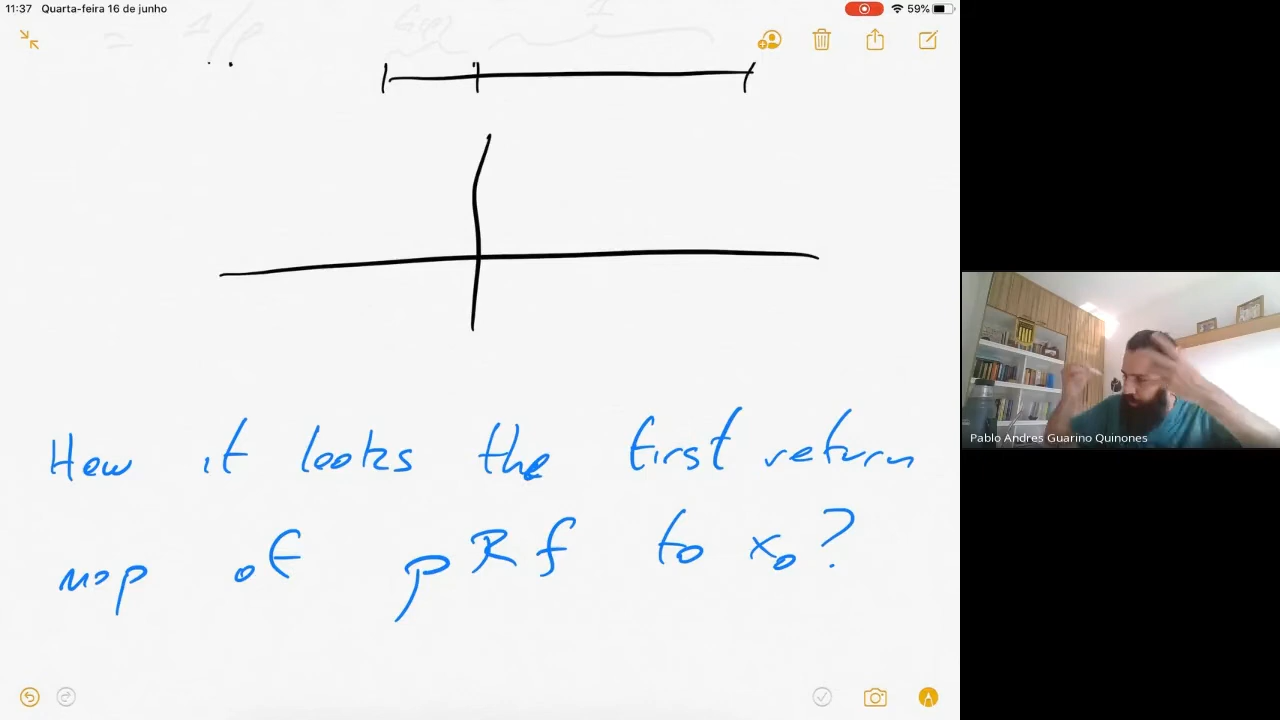 11:37 Quarta-feira 16 de junho
59%
How it looks the first return
map of pRf to x₀?
Pablo Andres Guarino Quinones